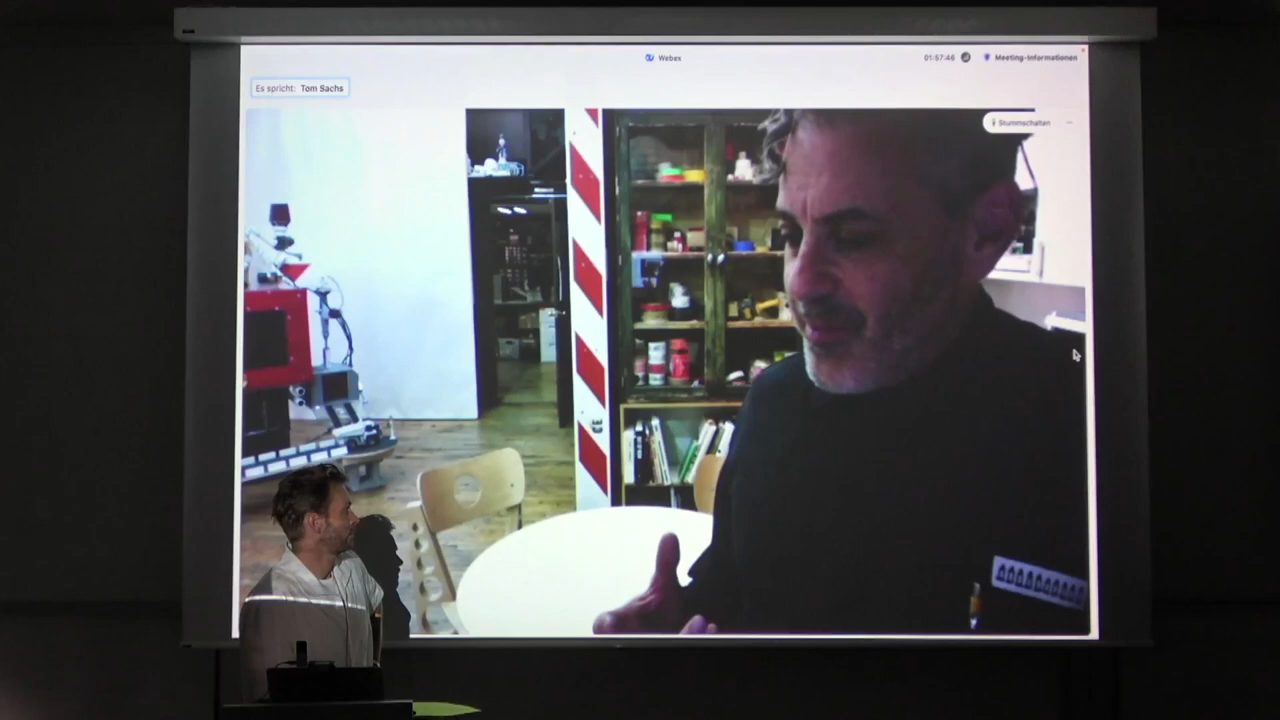 Webex
01:57:46
Meeting-Informationen
Es spricht: Tom Sachs
Stummschalten